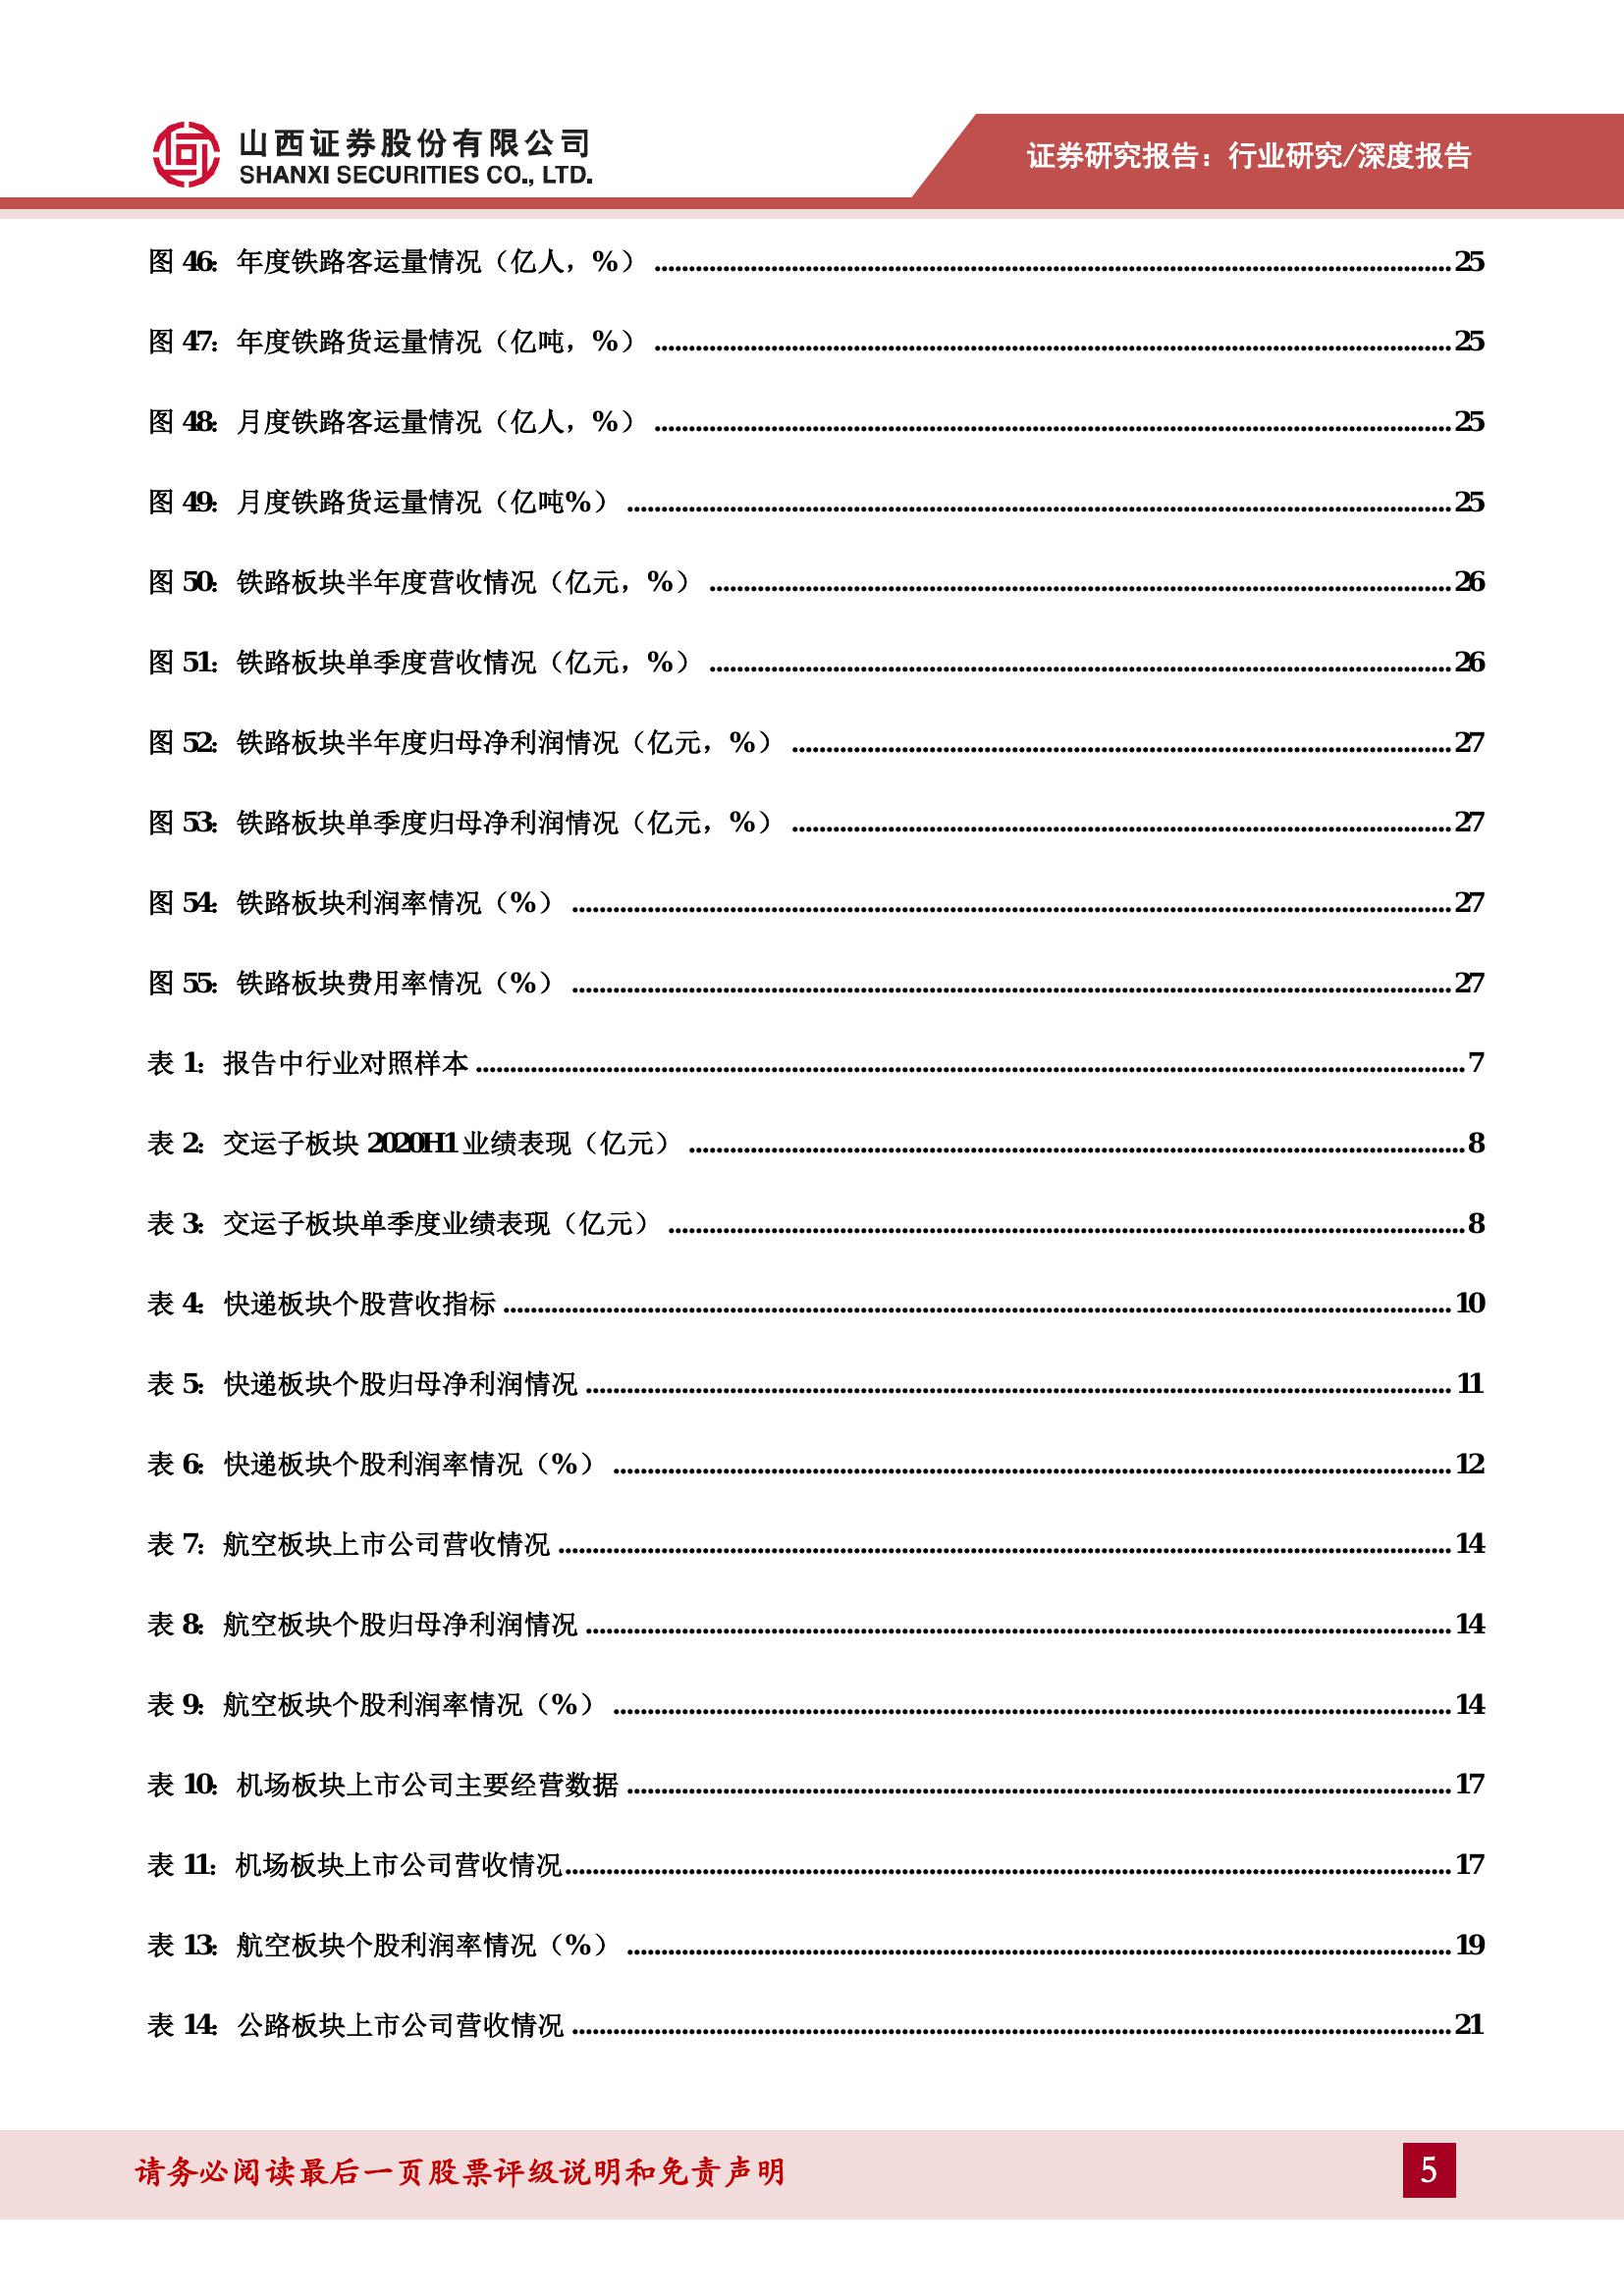 山西证券股份有限公司
SHANXI SECURITIES CO., LTD.
证券研究报告：行业研究/深度报告
图 46：年度铁路客运量情况（亿人，%）....................25
图 47：年度铁路货运量情况（亿吨，%）....................25
图 48：月度铁路客运量情况（亿人，%）....................25
图 49：月度铁路货运量情况（亿吨%）....................25
图 50：铁路板块半年度营收情况（亿元，%）....................26
图 51：铁路板块单季度营收情况（亿元，%）....................26
图 52：铁路板块半年度归母净利润情况（亿元，%）....................27
图 53：铁路板块单季度归母净利润情况（亿元，%）....................27
图 54：铁路板块利润率情况（%）....................27
图 55：铁路板块费用率情况（%）....................27
表 1：报告中行业对照样本....................7
表 2：交运子板块 2020H1 业绩表现（亿元）....................8
表 3：交运子板块单季度业绩表现（亿元）....................8
表 4：快递板块个股营收指标....................10
表 5：快递板块个股归母净利润情况....................11
表 6：快递板块个股利润率情况（%）....................12
表 7：航空板块上市公司营收情况....................14
表 8：航空板块个股归母净利润情况....................14
表 9：航空板块个股利润率情况（%）....................14
表 10：机场板块上市公司主要经营数据....................17
表 11：机场板块上市公司营收情况....................17
表 13：航空板块个股利润率情况（%）....................19
表 14：公路板块上市公司营收情况....................21
请务必阅读最后一页股票评级说明和免责声明
5